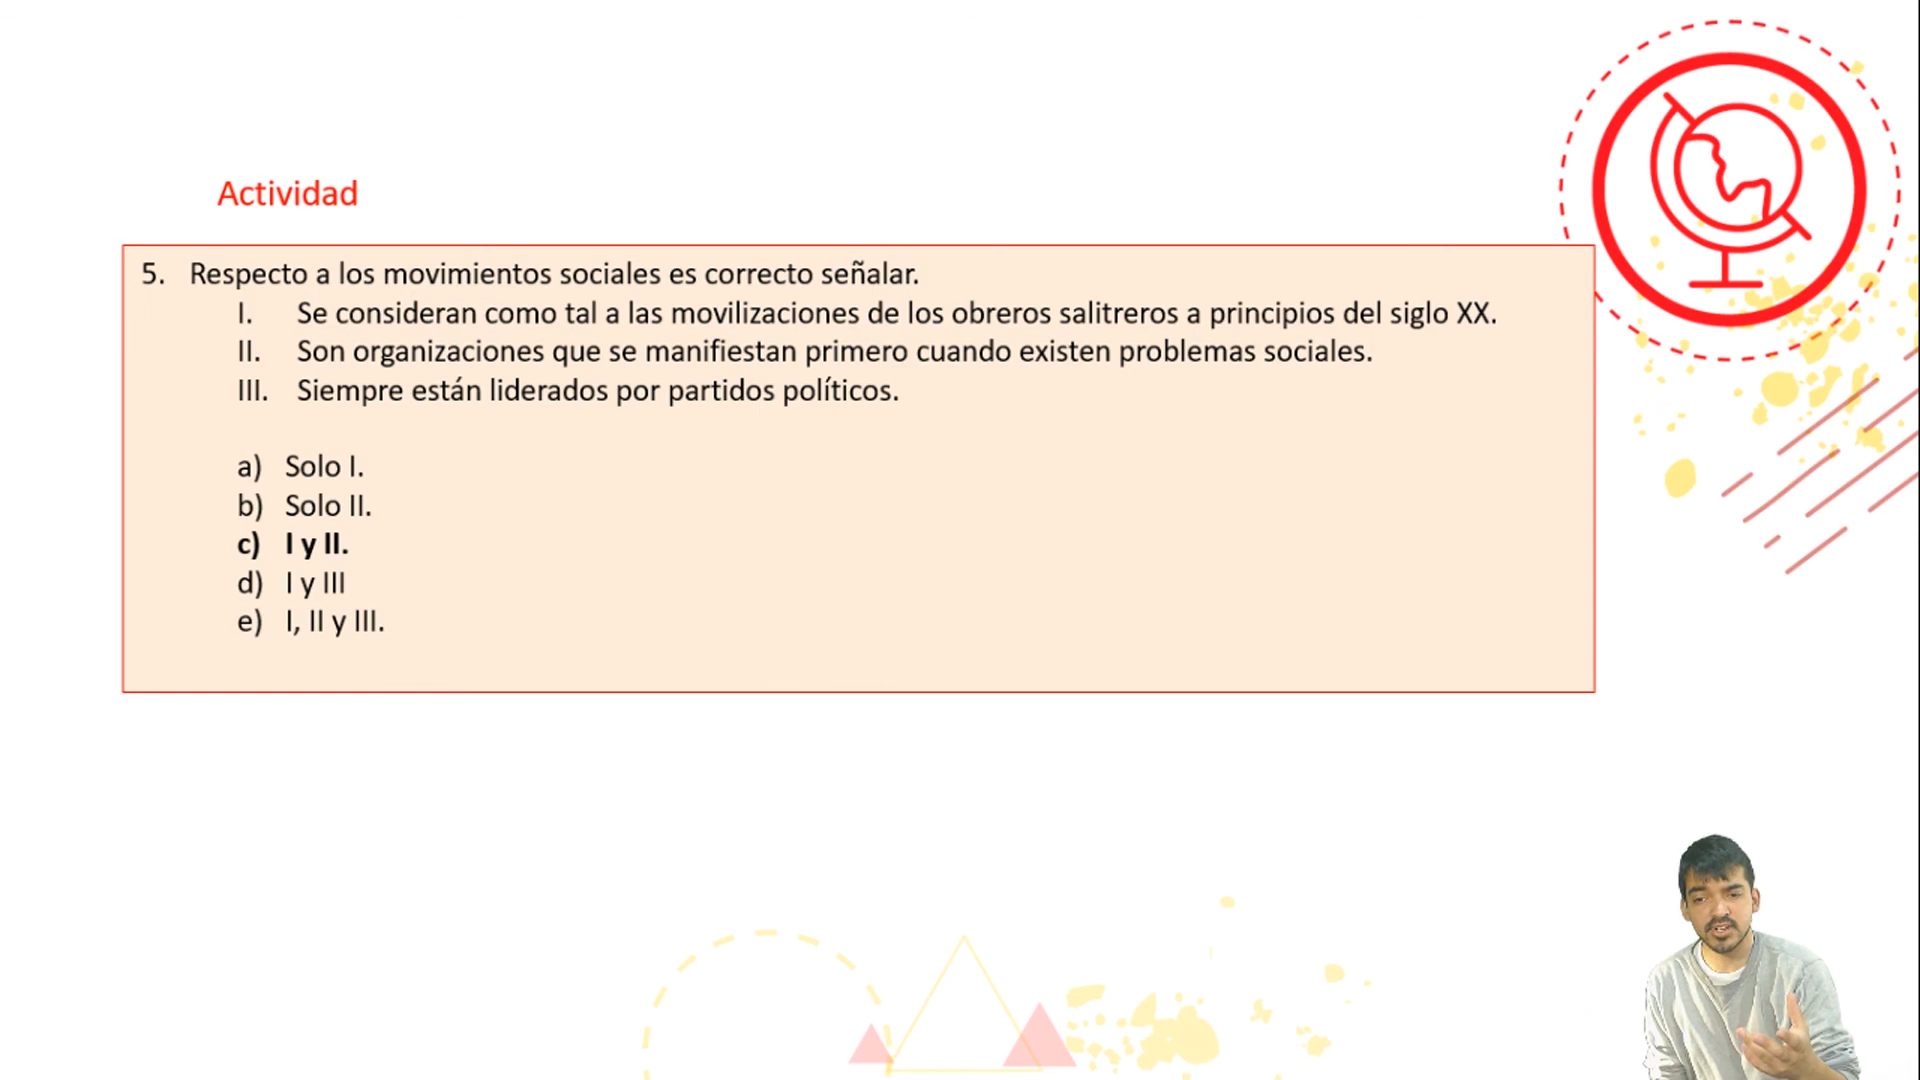 Actividad
5. Respecto a los movimientos sociales es correcto señalar.
I. Se consideran como tal a las movilizaciones de los obreros salitreros a principios del siglo XX.
II. Son organizaciones que se manifiestan primero cuando existen problemas sociales.
III. Siempre están liderados por partidos políticos.
a) Solo I.
b) Solo II.
c) I y II.
d) I y III
e) I, II y III.